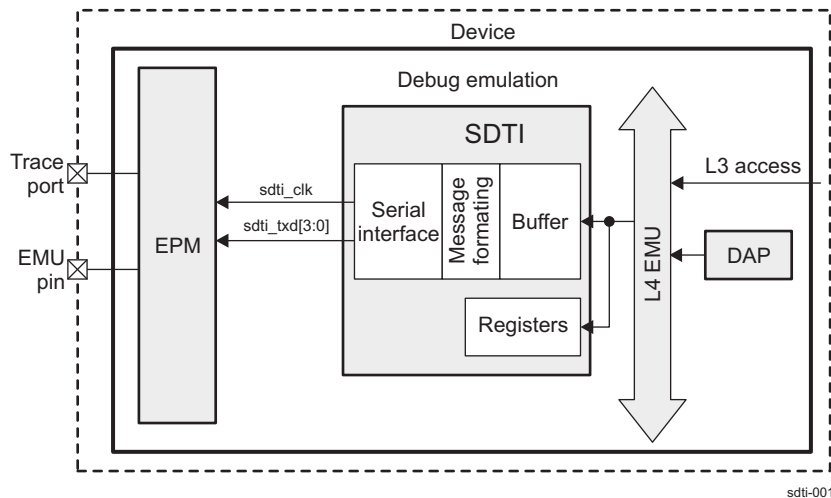 Device
Debug emulation
SDTI
Trace
port
EMU
pin
EPM
sdti_clk
sdti_txd[3:0]
Serial
interface
Message
formating
Buffer
Registers
L4 EMU
L3 access
DAP
sdti-001